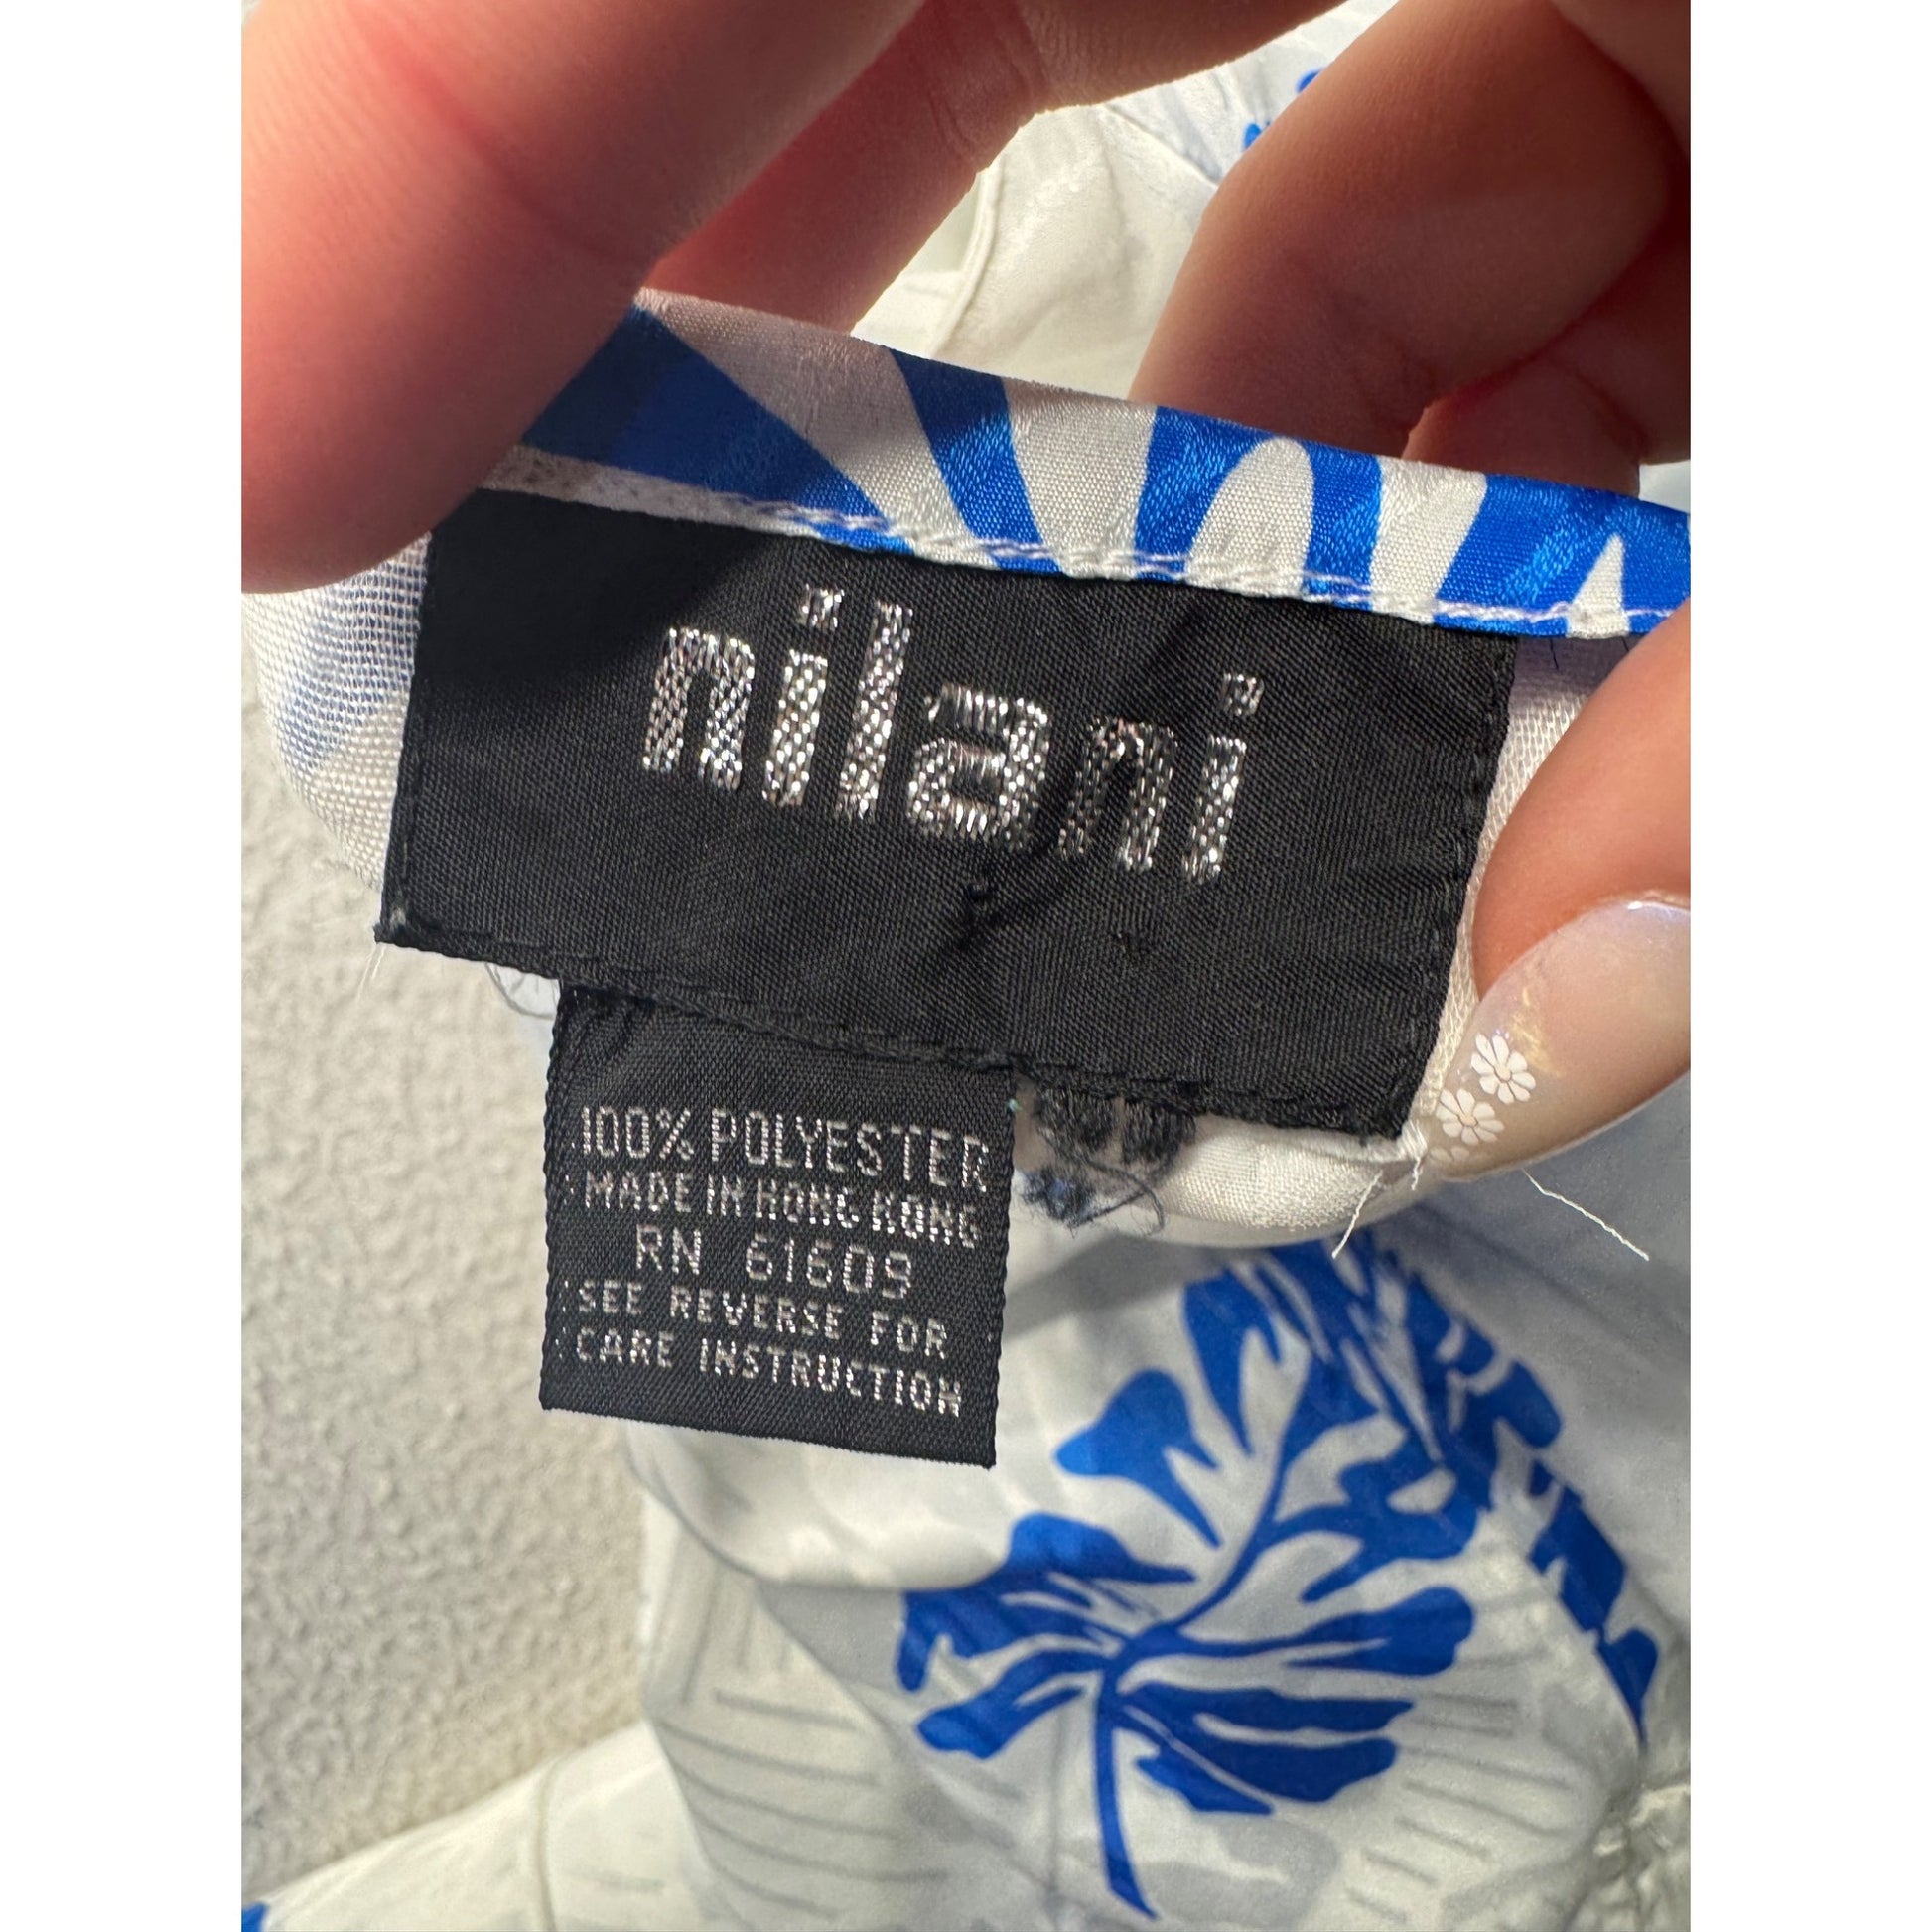 nilani
100% POLYESTER
MADE IN HONG KONG
RN 61609
SEE REVERSE FOR
CARE INSTRUCTION